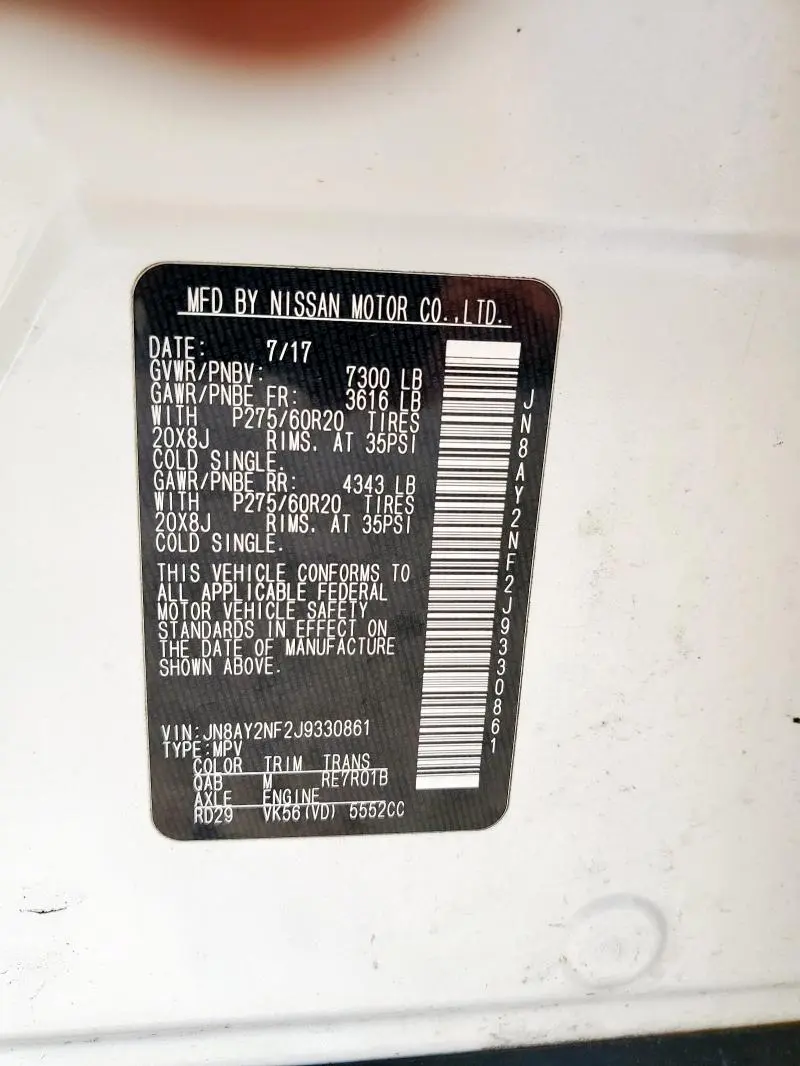 MFD BY NISSAN MOTOR CO.,LTD.
DATE: 7/17
GVWR/PNBV: 7300 LB
GAWR/PNBE FR: 3616 LB
WITH P275/60R20 TIRES
20X8J RIMS. AT 35PSI
COLD SINGLE.
GAWR/PNBE RR: 4343 LB
WITH P275/60R20 TIRES
20X8J RIMS. AT 35PSI
COLD SINGLE.
THIS VEHICLE CONFORMS TO
ALL APPLICABLE FEDERAL
MOTOR VEHICLE SAFETY
STANDARDS IN EFFECT ON
THE DATE OF MANUFACTURE
SHOWN ABOVE.
VIN:JN8AY2NF2J9330861
TYPE:MPV
COLOR TRIM TRANS
QAB M RE7R01B
AXLE ENGINE
RD29 VK56(VD) 5552CC
JN8AY2NF2J9330861